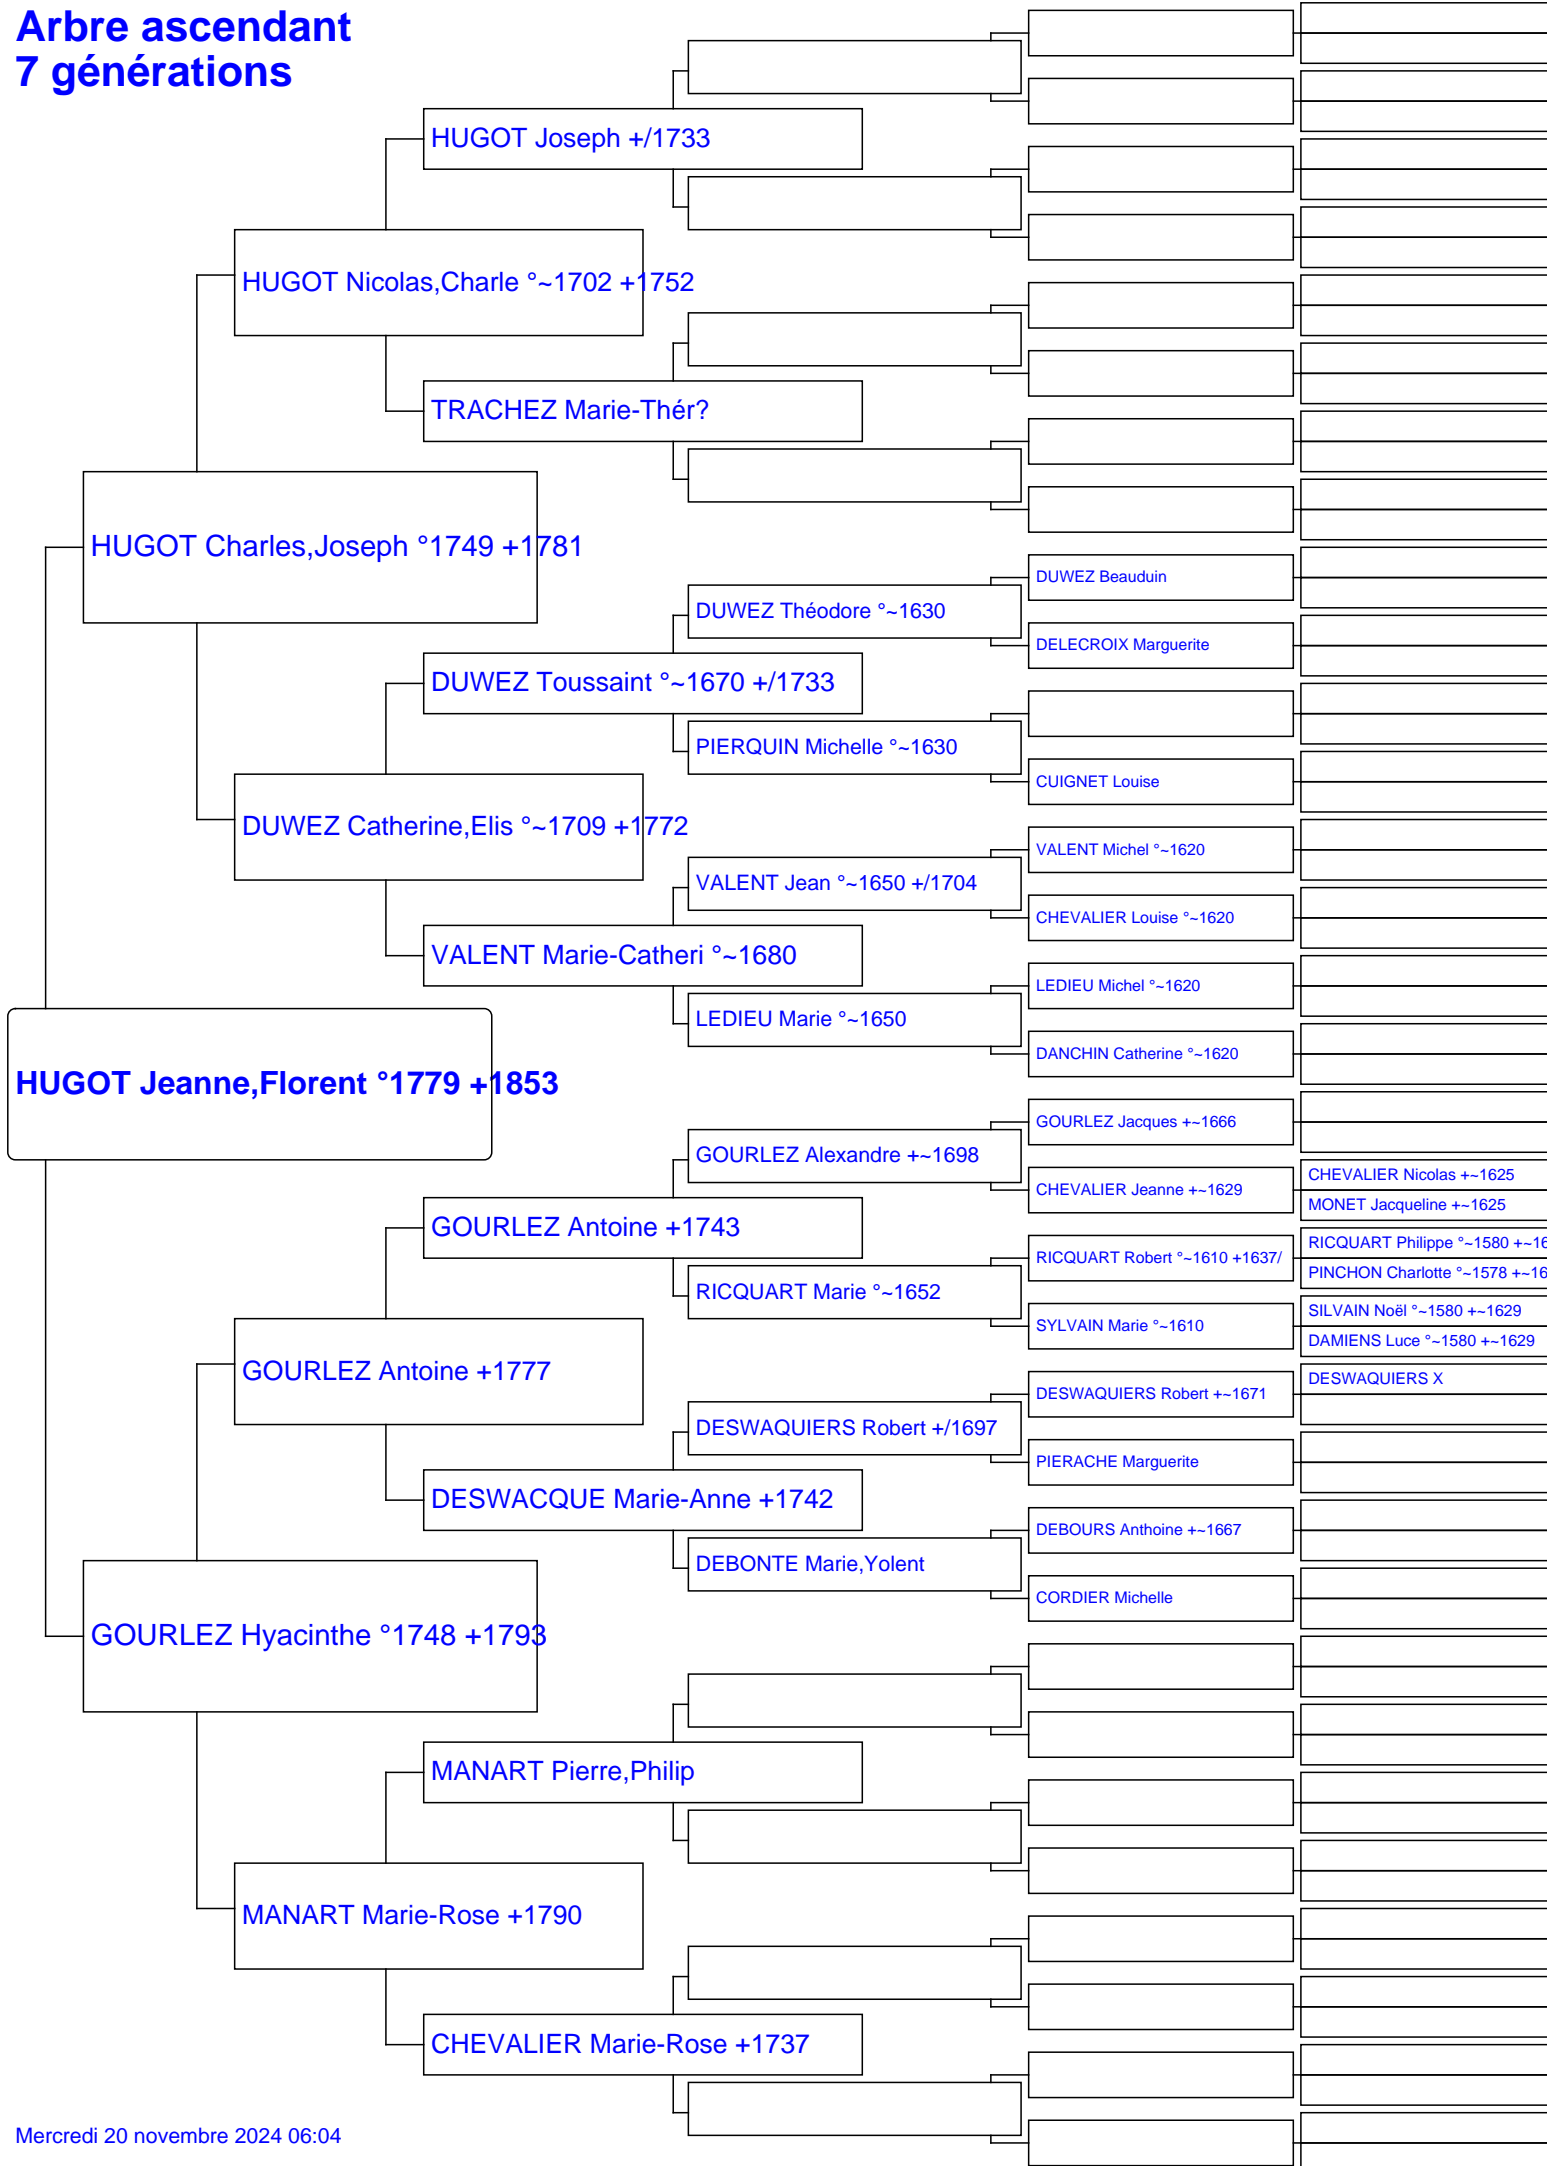 Arbre ascendant
7 générations
HUGOT Joseph +/1733
HUGOT Nicolas,Charle °~1702 +1752
TRACHEZ Marie-Thér?
HUGOT Charles,Joseph °1749 +1781
DUWEZ Beauduin
DUWEZ Théodore °~1630
DELECROIX Marguerite
DUWEZ Toussaint °~1670 +/1733
PIERQUIN Michelle °~1630
CUIGNET Louise
DUWEZ Catherine,Elis °~1709 +1772
VALENT Michel °~1620
VALENT Jean °~1650 +/1704
CHEVALIER Louise °~1620
VALENT Marie-Catheri °~1680
LEDIEU Michel °~1620
LEDIEU Marie °~1650
DANCHIN Catherine °~1620
HUGOT Jeanne,Florent °1779 +1853
GOURLEZ Jacques +~1666
GOURLEZ Alexandre +~1698
CHEVALIER Nicolas +~1625
CHEVALIER Jeanne +~1629
MONET Jacqueline +~1625
GOURLEZ Antoine +1743
RICQUART Philippe °~1580 +~16
RICQUART Robert °~1610 +1637/
PINCHON Charlotte °~1578 +~16
RICQUART Marie °~1652
SILVAIN Noël °~1580 +~1629
SYLVAIN Marie °~1610
DAMIENS Luce °~1580 +~1629
GOURLEZ Antoine +1777
DESWAQUIERS X
DESWAQUIERS Robert +~1671
DESWAQUIERS Robert +/1697
PIERACHE Marguerite
DESWACQUE Marie-Anne +1742
DEBOURS Anthoine +~1667
DEBONTE Marie,Yolent
CORDIER Michelle
GOURLEZ Hyacinthe °1748 +1793
MANART Pierre,Philip
MANART Marie-Rose +1790
CHEVALIER Marie-Rose +1737
Mercredi 20 novembre 2024 06:04